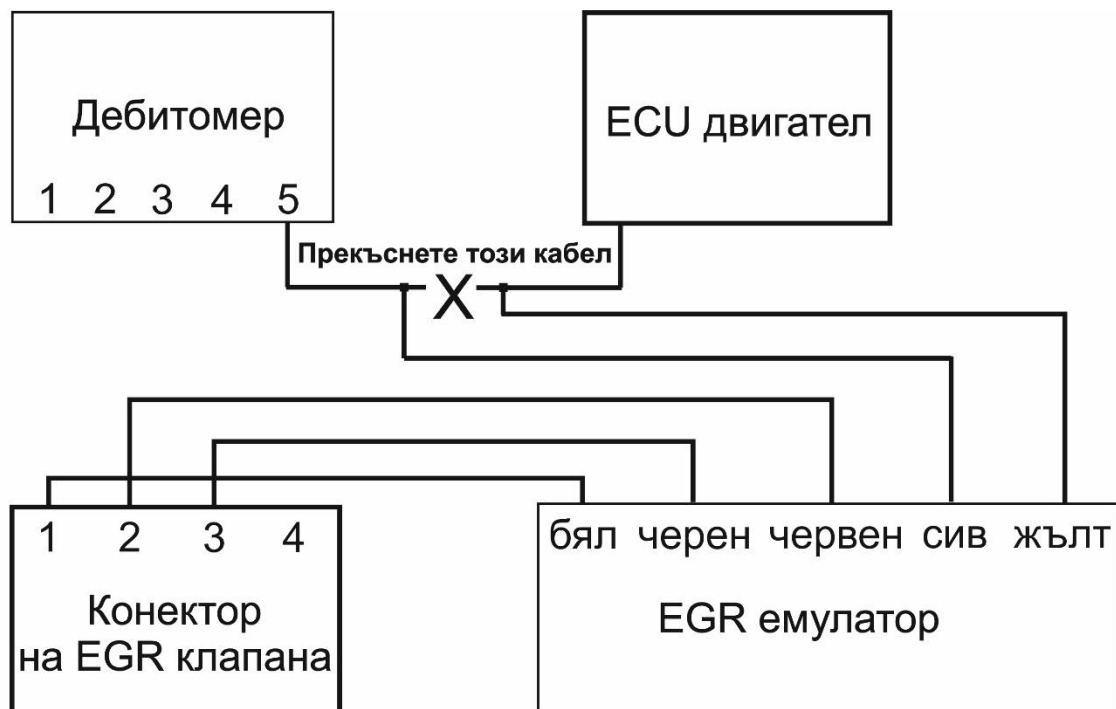 Дебитомер
1 2 3 4 5
ECU двигател
Прекъснете този кабел
X
1 2 3 4
Конектор
на EGR клапана
бял черен червен сив жълт
EGR емулатор